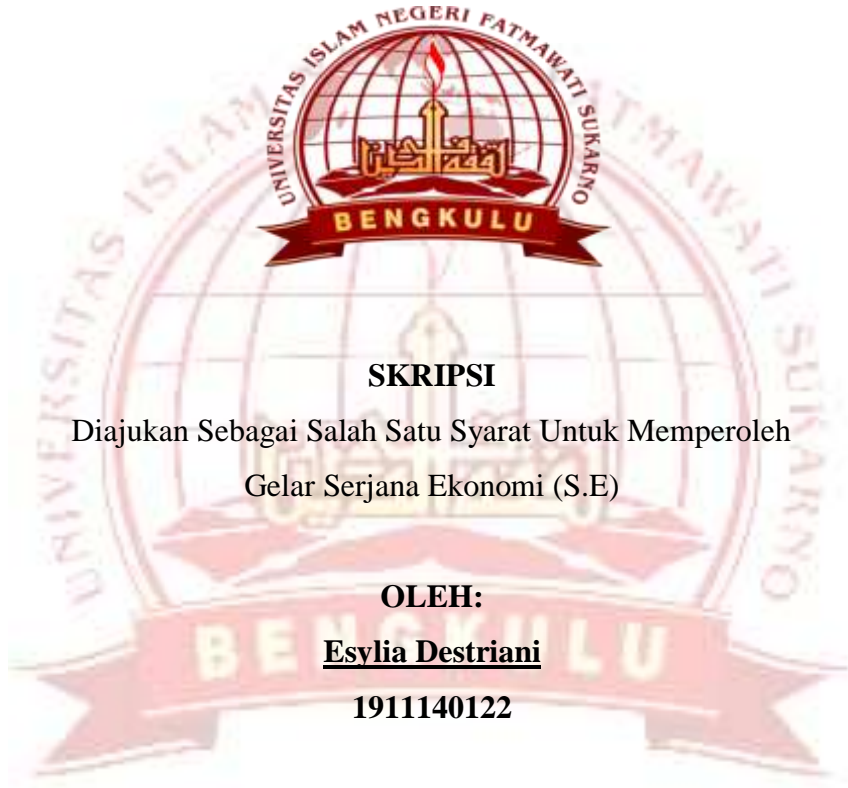 UNIVERSITAS ISLAM NEGERI FATMAWATI SUKARNO
BENGKULU
SKRIPSI
Diajukan Sebagai Salah Satu Syarat Untuk Memperoleh
Gelar Serjana Ekonomi (S.E)
OLEH:
Esylia Destriani
1911140122
BENGKULU